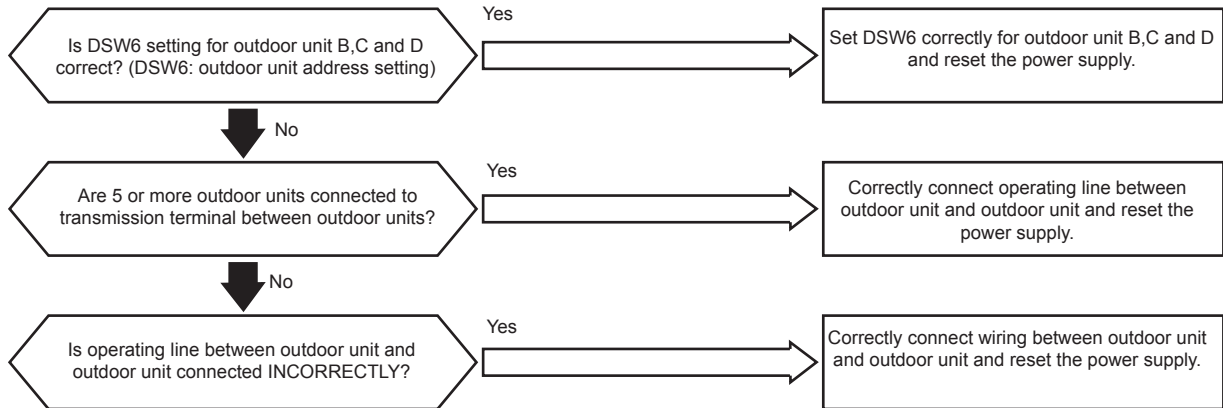 Yes
Is DSW6 setting for outdoor unit B,C and D
correct? (DSW6: outdoor unit address setting)
Set DSW6 correctly for outdoor unit B,C and D
and reset the power supply.
No
Yes
Are 5 or more outdoor units connected to
transmission terminal between outdoor units?
Correctly connect operating line between
outdoor unit and outdoor unit and reset the
power supply.
No
Yes
Is operating line between outdoor unit and
outdoor unit connected INCORRECTLY?
Correctly connect wiring between outdoor unit
and outdoor unit and reset the power supply.